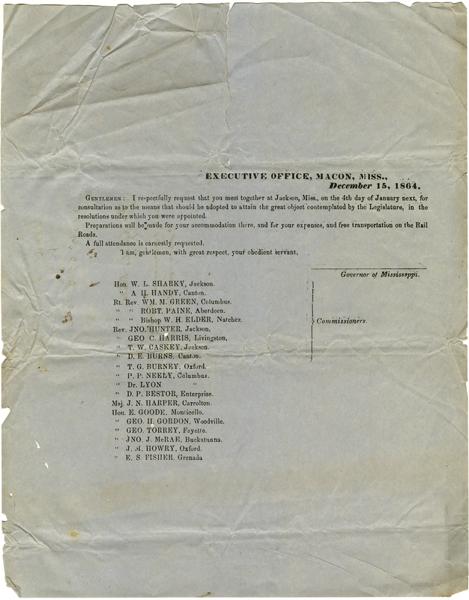 EXECUTIVE OFFICE, MACON, MISS.,
December 15, 1864.
GENTLEMEN: I respectfully request that you meet together at Jackson, Miss., on the 4th day of January next, for
consultation as to the means that should be adopted to attain the great object contemplated by the Legislature, in the
resolutions under which you were appointed.
Preparations will be made for your accommodation there, and for your expenses, and free transportation on the Rail
Roads.
A full attendance is earnestly requested.
I am, gentlemen, with great respect, your obedient servant,
Governor of Mississippi.
Hon. W. L. SHARKY, Jackson.
" A. H. HANDY, Canton.
Rt. Rev. WM. M. GREEN, Columbus.
" " ROBT. PAINE, Aberdeen.
" " Bishop W. H. ELDER, Natchez.
Rev. JNO. HUNTER, Jackson,
" GEO. C. HARRIS, Livingston,
" T. W. CASKEY, Jackson.
" D. E. BURNS, Canton.
" T. G. BURNEY, Oxford.
" P. P. NEELY, Columbus.
" Dr. LYON "
" D. P. BESTOR, Enterprise.
Maj. J. N. HARPER, Carrolton.
Hon. E. GOODE, Monticello.
" GEO. H. GORDON, Woodville.
" GEO. TORREY, Fayette.
" JNO. J. McRAE, Buckatunna.
" J. M. HOWRY, Oxford.
" E. S. FISHER, Grenada
Commissioners.